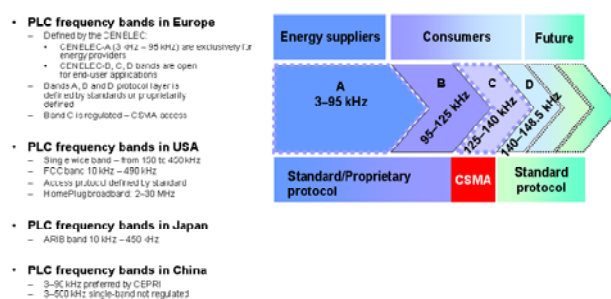 • PLC frequency bands in Europe
– Defined by the CENELEC:
• CENELEC-A (3 kHz – 95 kHz) are exclusively for
energy providers
• CENELEC-B, C, D bands are open
for end-user applications
– Bands A, B and D protocol layer is
defined by standards or proprietarily
defined
– Band C is regulated – CSMA access
• PLC frequency bands in USA
– Single wide band – from 150 to 450 kHz
– FCC band 10 kHz – 490 kHz
– Access protocol defined by standard
– HomePlug broadband: 2–30 MHz
• PLC frequency bands in Japan
– ARIB band 10 kHz – 450 kHz
• PLC frequency bands in China
– 3–90 kHz preferred by CEPRI
– 3–500 kHz single-band not regulated
Energy suppliers
Consumers
Future
A
3–95 kHz
B
95–125 kHz
C
125–140 kHz
D
140–148.5 kHz
Standard/Proprietary
protocol
CSMA
Standard
protocol